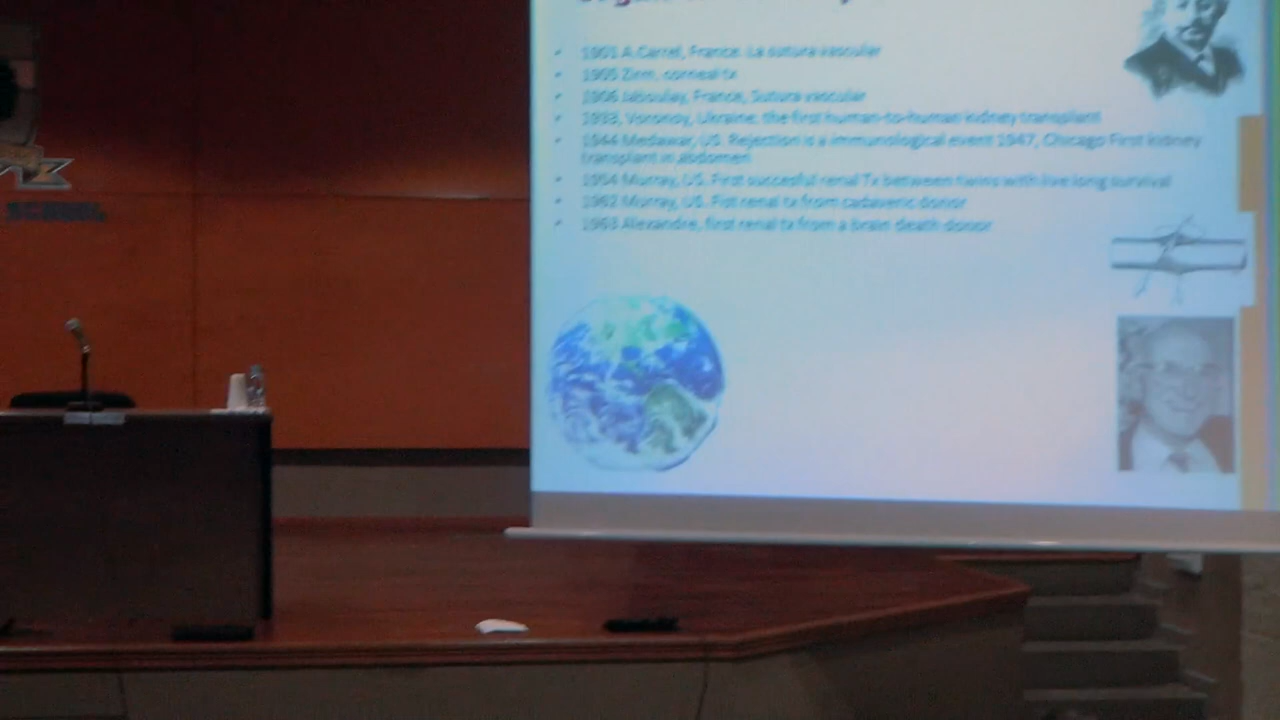 • 1901 A.Carrel, France. La sutura vascular
• 1905 Zirm, corneal tx
• 1906 Jaboulay, France, Sutura vascular
• 1933, Voronoy, Ukraine. the first human-to-human kidney transplant
• 1944 Medawar, US. Rejection is a immunological event 1947, Chicago First kidney
transplant in abdomen
• 1954 Murray, US. First succesful renal Tx between twins with live long survival
• 1962 Murray, US. Fist renal tx from cadaveric donor
• 1963 Alexandre, first renal tx from a brain death donor
SCHOOL